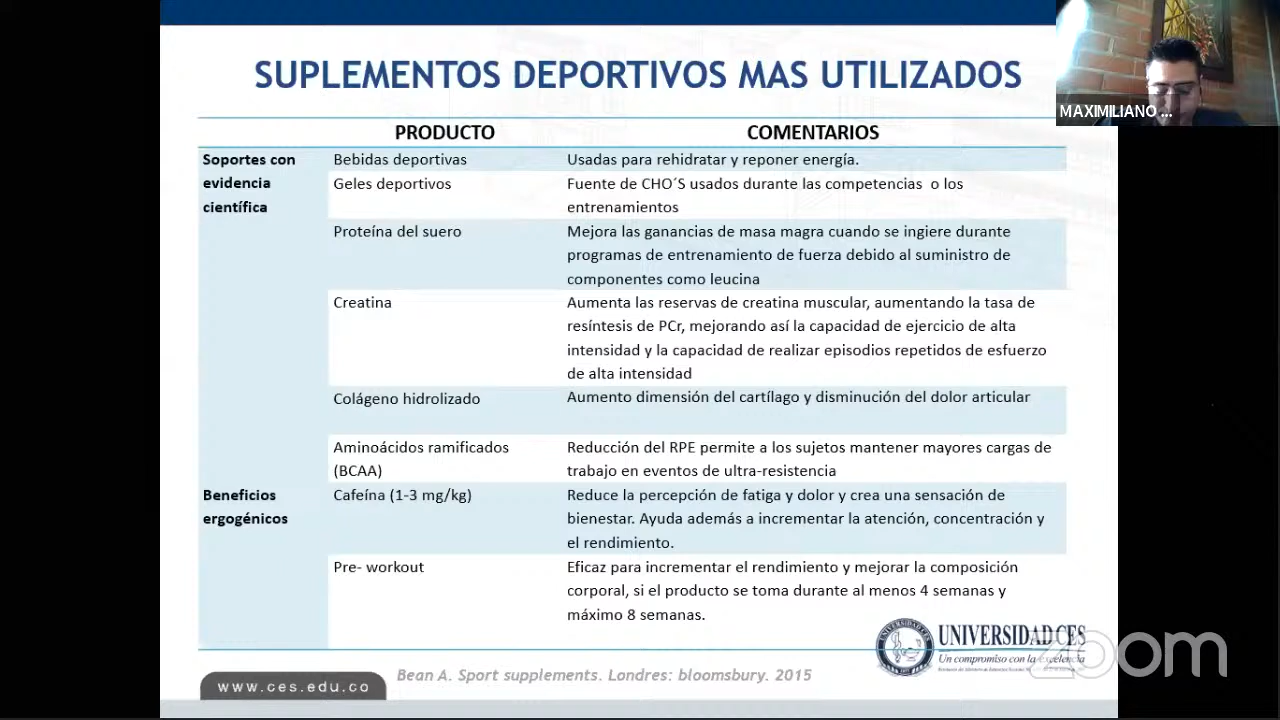 SUPLEMENTOS DEPORTIVOS MAS UTILIZADOS
MAXIMILIANO ...
PRODUCTO COMENTARIOS
Soportes con evidencia científica
Bebidas deportivas
Usadas para rehidratar y reponer energía.
Geles deportivos
Fuente de CHO´S usados durante las competencias o los
entrenamientos
Proteína del suero
Mejora las ganancias de masa magra cuando se ingiere durante
programas de entrenamiento de fuerza debido al suministro de
componentes como leucina
Creatina
Aumenta las reservas de creatina muscular, aumentando la tasa de
resíntesis de PCr, mejorando así la capacidad de ejercicio de alta
intensidad y la capacidad de realizar episodios repetidos de esfuerzo
de alta intensidad
Colágeno hidrolizado
Aumento dimensión del cartílago y disminución del dolor articular
Aminoácidos ramificados
(BCAA)
Reducción del RPE permite a los sujetos mantener mayores cargas de
trabajo en eventos de ultra-resistencia
Beneficios
ergogénicos
Cafeína (1-3 mg/kg)
Reduce la percepción de fatiga y dolor y crea una sensación de
bienestar. Ayuda además a incrementar la atención, concentración y
el rendimiento.
Pre- workout
Eficaz para incrementar el rendimiento y mejorar la composición
corporal, si el producto se toma durante al menos 4 semanas y
máximo 8 semanas.
UNIVERSIDAD CES
Un compromiso con la excelencia
zoom
Bean A. Sport supplements. Londres: bloomsbury. 2015
www.ces.edu.co